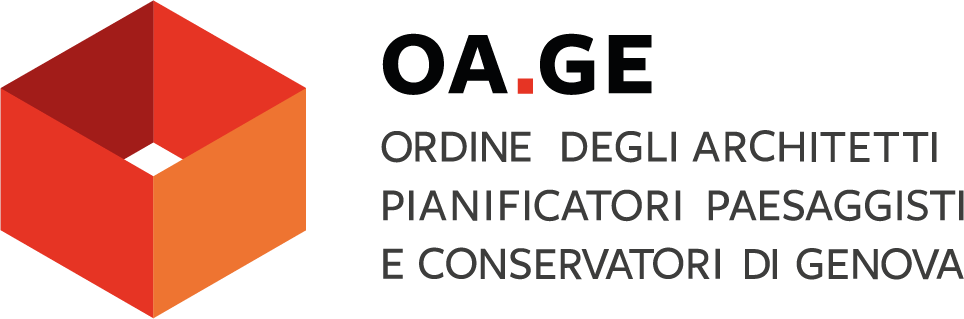 OA.GE
ORDINE DEGLI ARCHITETTI
PIANIFICATORI PAESAGGISTI
E CONSERVATORI DI GENOVA